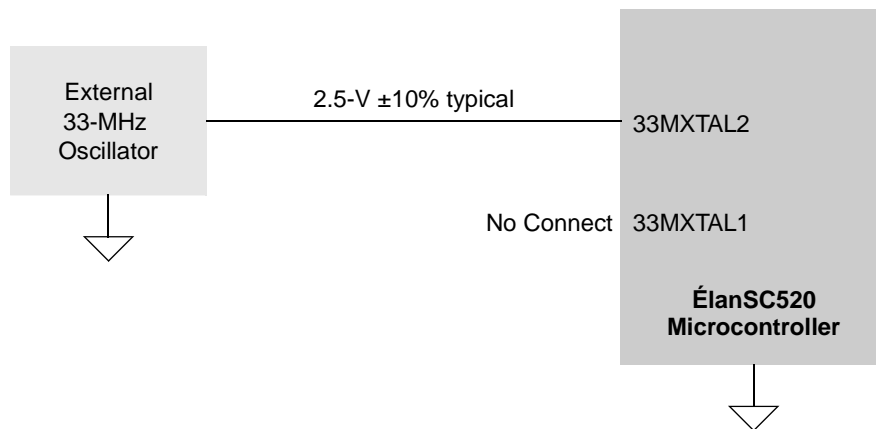 External
33-MHz
Oscillator
2.5-V ±10% typical
33MXTAL2
No Connect
33MXTAL1
ÉlanSC520
Microcontroller